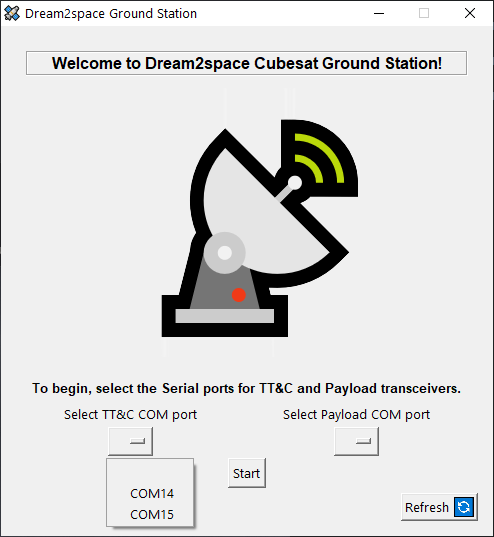 Dream2space Ground Station
Welcome to Dream2space Cubesat Ground Station!
To begin, select the Serial ports for TT&C and Payload transceivers.
Select TT&C COM port
Select Payload COM port
Start
COM14
COM15
Refresh